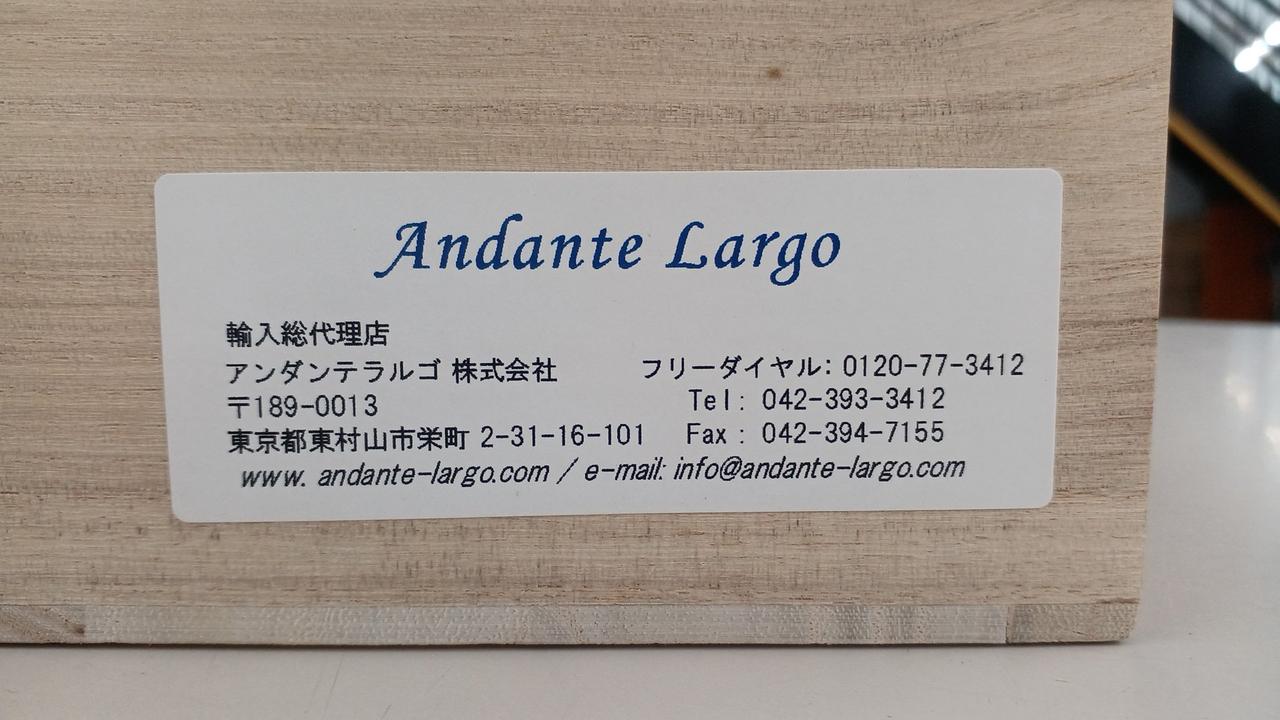 Andante Largo
輸入総代理店
アンダンテラルゴ 株式会社 フリーダイヤル: 0120-77-3412
〒189-0013 Tel: 042-393-3412
東京都東村山市栄町 2-31-16-101 Fax : 042-394-7155
www. andante-largo.com / e-mail: info@andante-largo.com